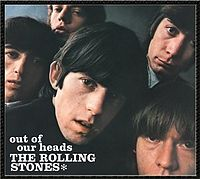 out of
our heads
THE ROLLING
STONES*